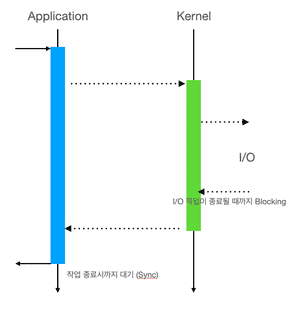 Application
Kernel
I/O
I/O 작업이 종료될 때까지 Blocking
작업 종료시까지 대기 (Sync)